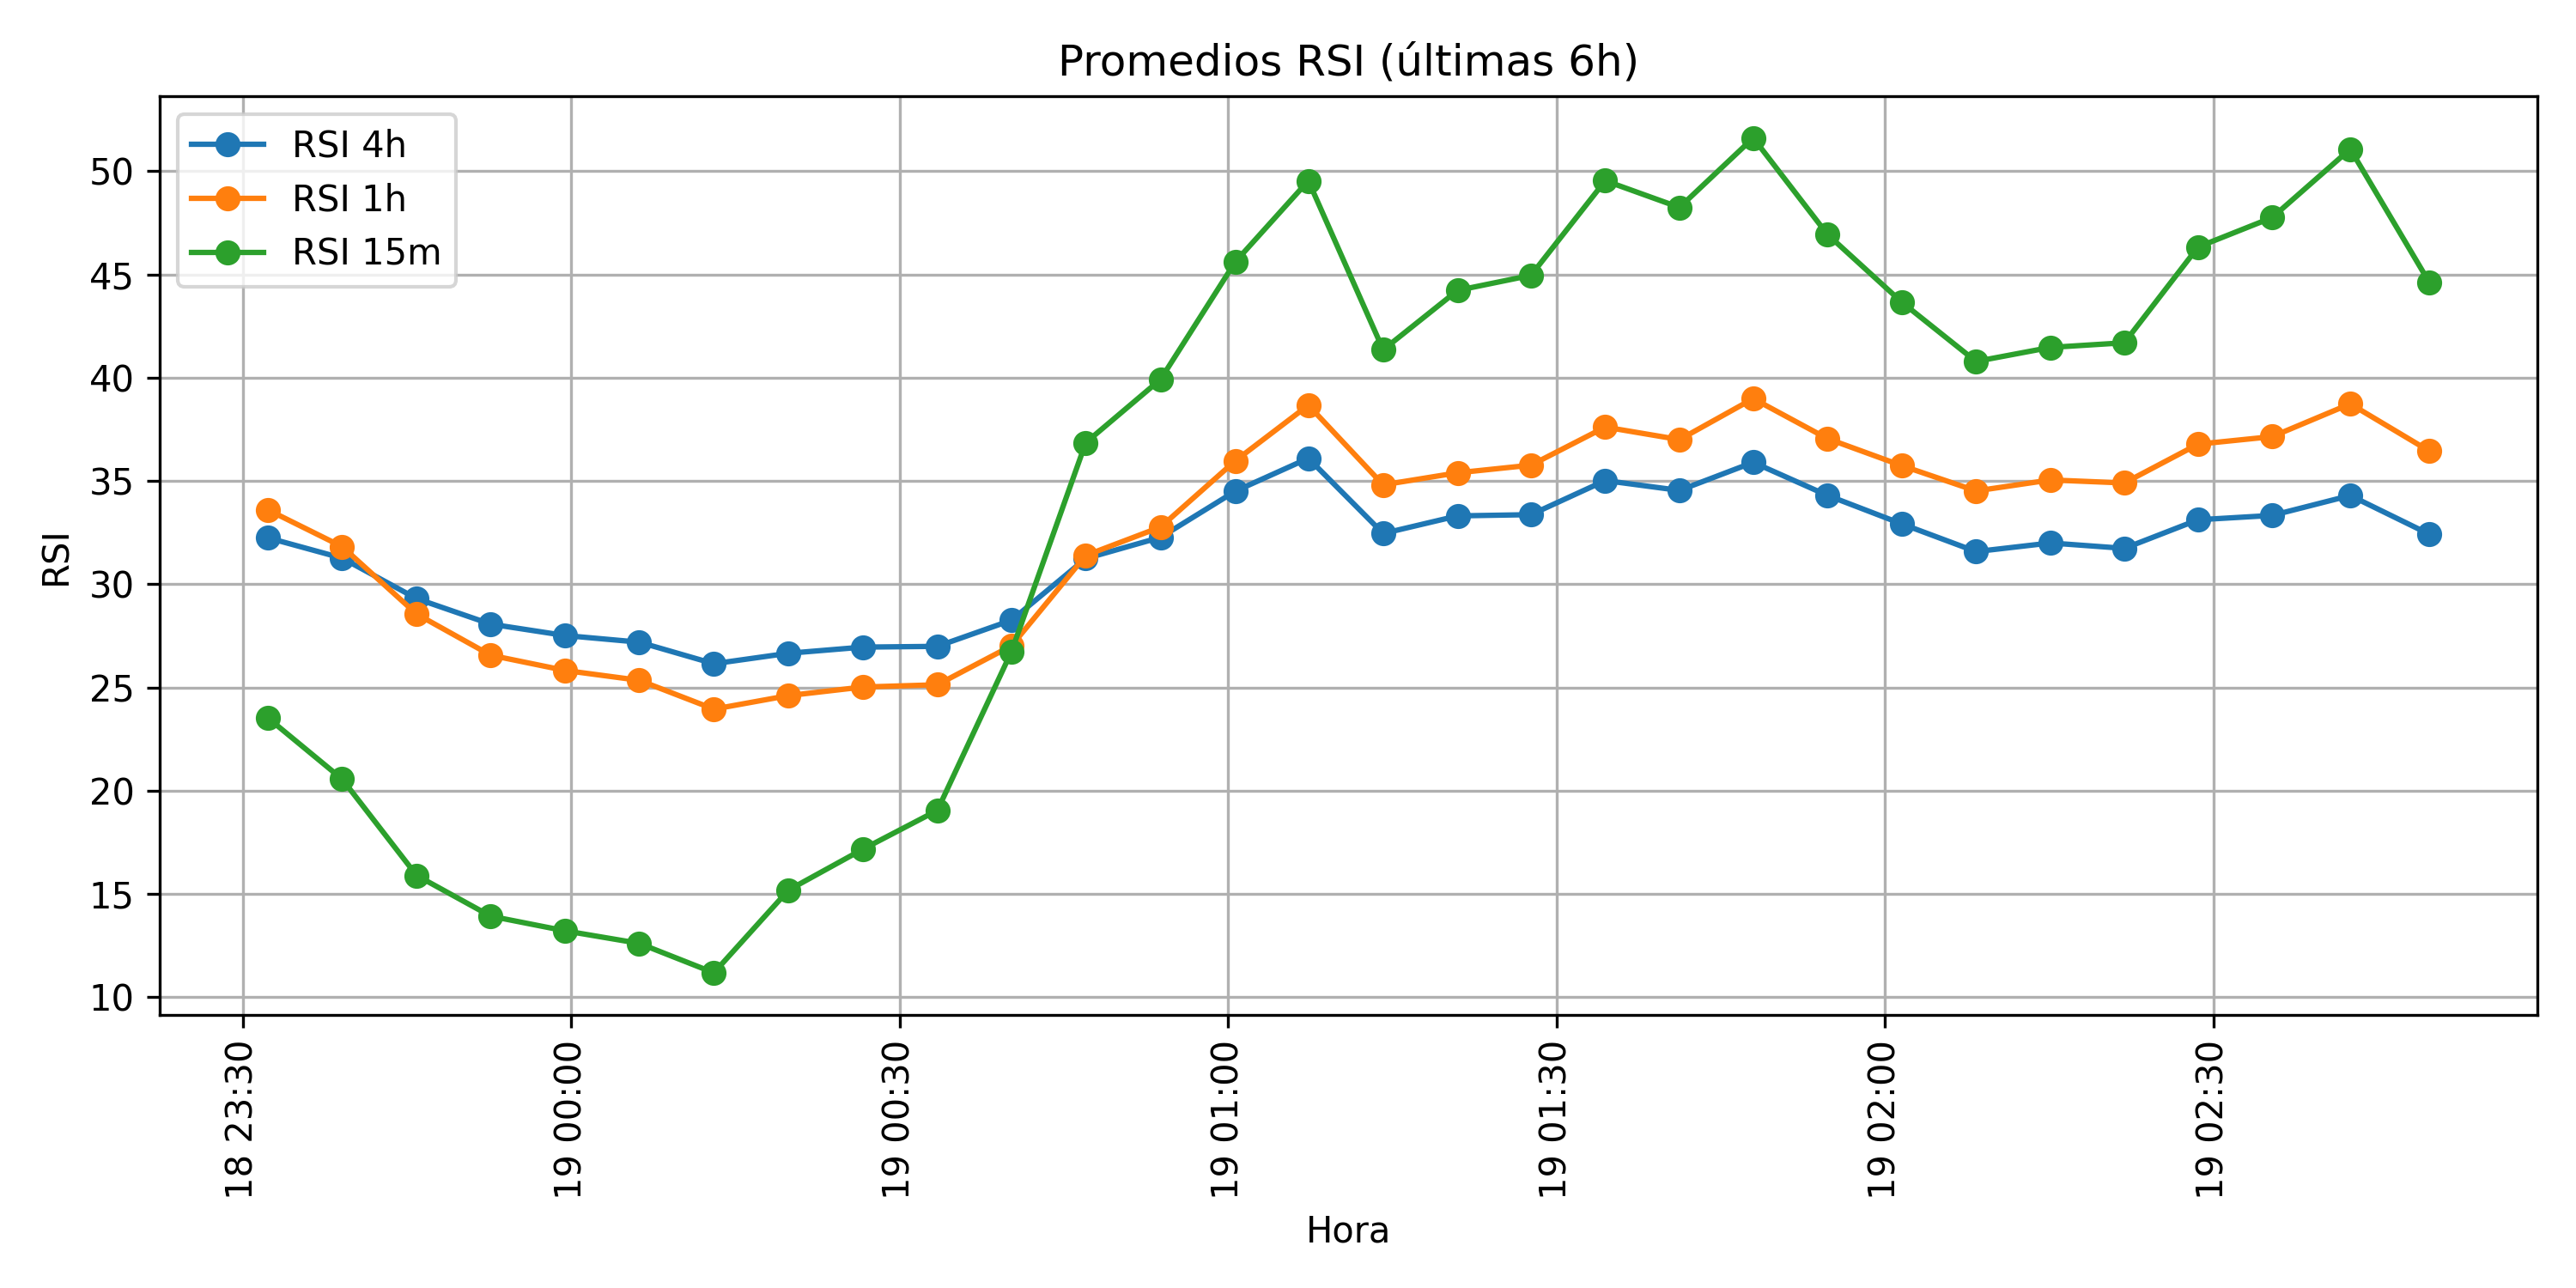 Promedios RSI (últimas 6h)
RSI 4h
RSI 1h
RSI 15m
50
45
40
35
30
25
20
15
10
RSI
18 23:30
19 00:00
19 00:30
19 01:00
19 01:30
19 02:00
19 02:30
Hora